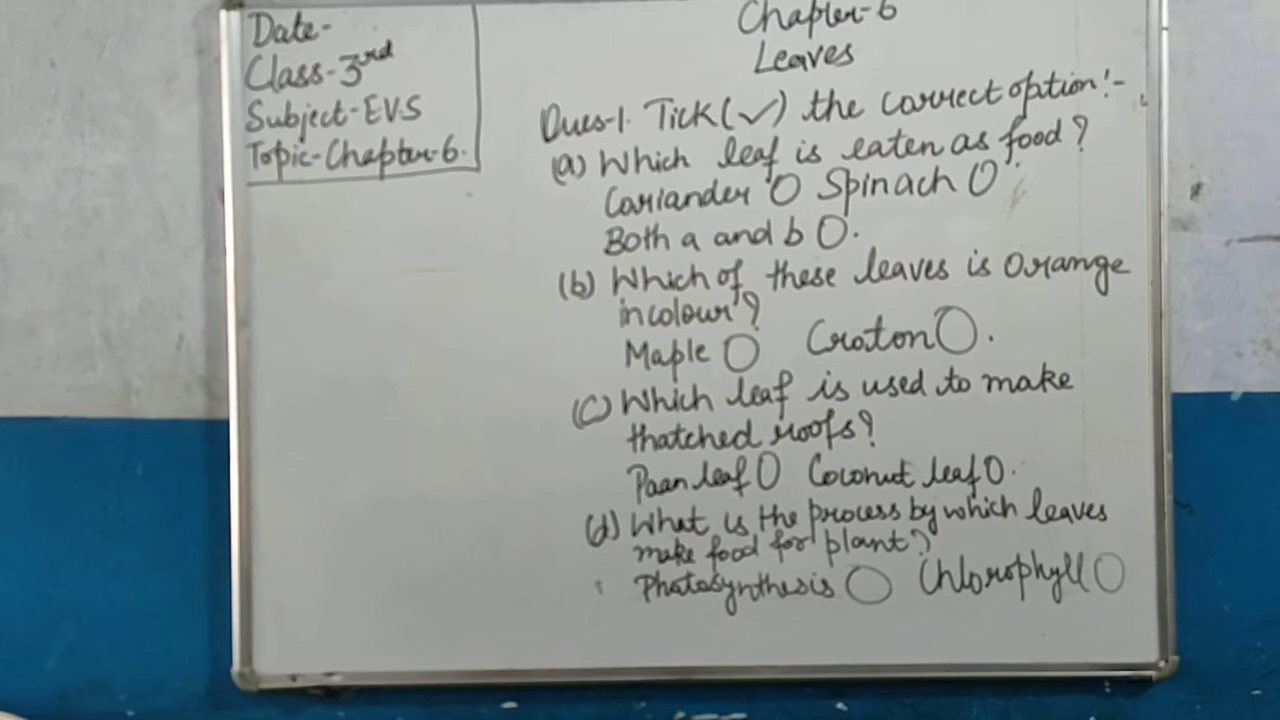 Date-
Class-3rd
Subject-EVS
Topic-Chapter-6.
Chapter-6
Leaves
Ques-1. Tick(✓) the correct option:-
(a) Which leaf is eaten as food?
Coriander O Spinach O
Both a and b O.
(b) Which of these leaves is orange
in colour?
Maple O Croton O.
(c) Which leaf is used to make
thatched roofs?
Paan leaf O Coconut leaf O.
(d) What is the process by which leaves
make food for plant?
Photosynthesis O Chlorophyll O